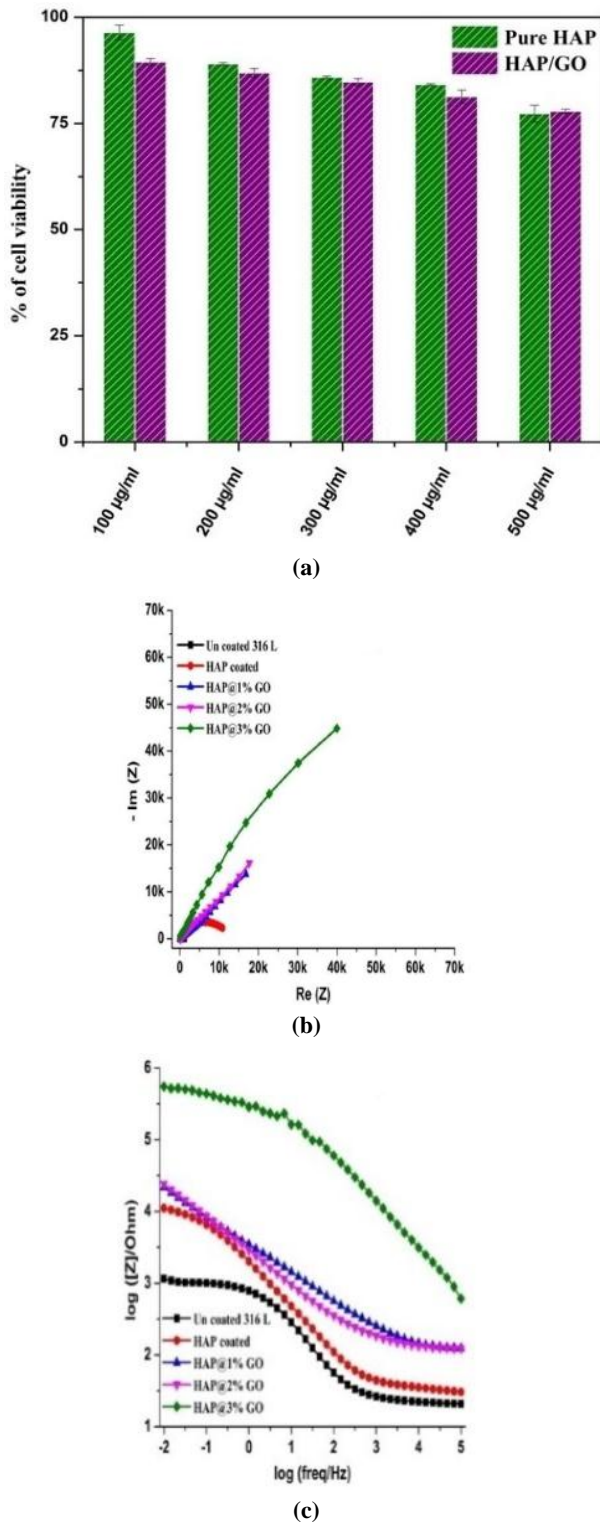 100
75
50
25
0
% of cell viability
Pure HAP
HAP/GO
100 µg/ml
200 µg/ml
300 µg/ml
400 µg/ml
500 µg/ml
(a)
70k
60k
50k
40k
30k
20k
10k
0
- Im (Z)
Un coated 316 L
HAP coated
HAP@1% GO
HAP@2% GO
HAP@3% GO
0 10k 20k 30k 40k 50k 60k 70k
Re (Z)
(b)
6
5
4
3
2
1
log ([Z]/Ohm)
Un coated 316 L
HAP coated
HAP@1% GO
HAP@2% GO
HAP@3% GO
-2 -1 0 1 2 3 4 5
log (freq/Hz)
(c)